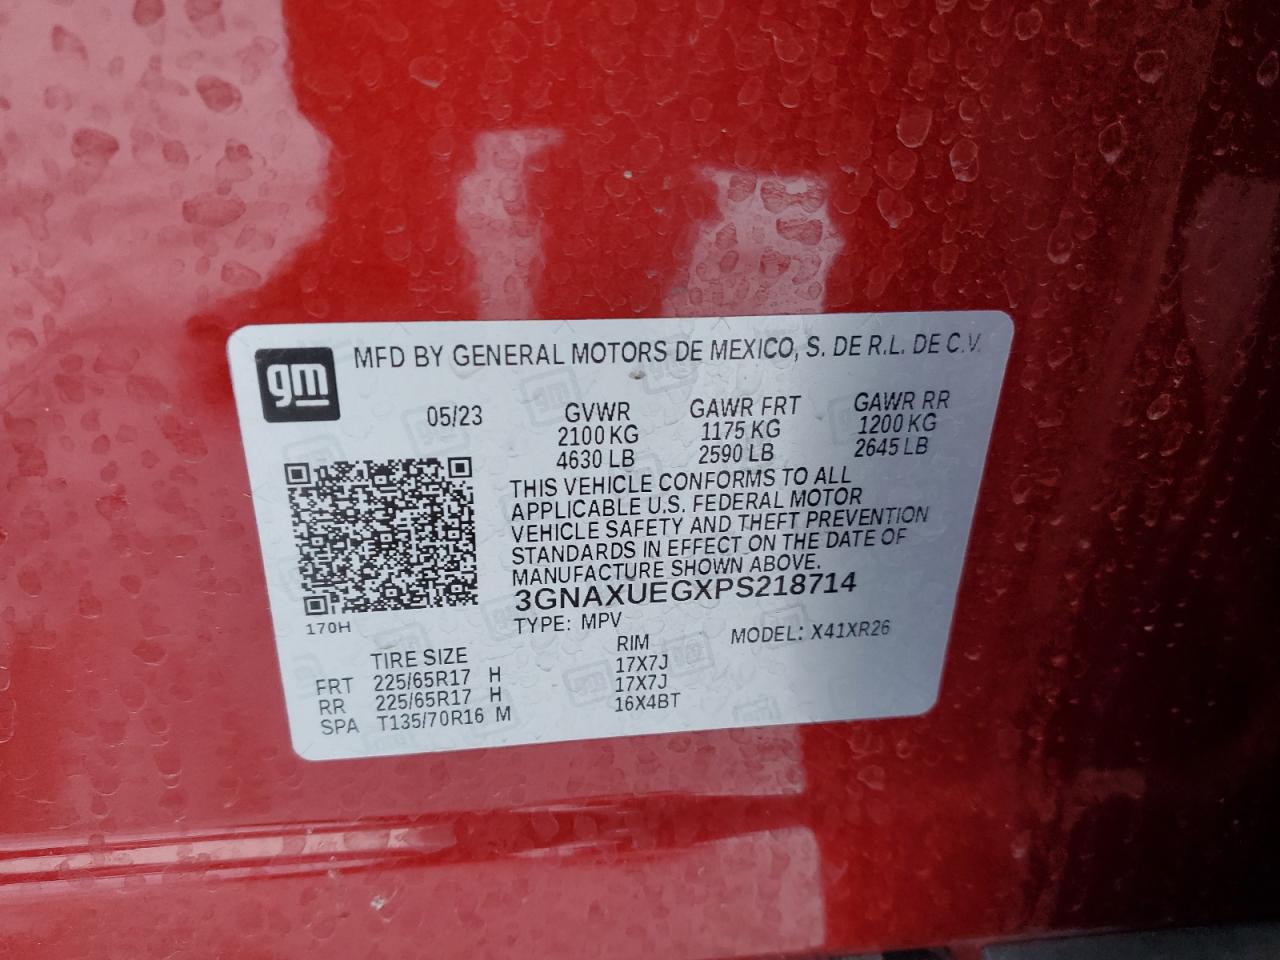 gm
MFD BY GENERAL MOTORS DE MEXICO, S. DE R.L. DE C.V.
05/23 GVWR GAWR FRT GAWR RR
2100 KG 1175 KG 1200 KG
4630 LB 2590 LB 2645 LB
THIS VEHICLE CONFORMS TO ALL
APPLICABLE U.S. FEDERAL MOTOR
VEHICLE SAFETY AND THEFT PREVENTION
STANDARDS IN EFFECT ON THE DATE OF
MANUFACTURE SHOWN ABOVE.
3GNAXUEGXPS218714
170H
TYPE: MPV MODEL: X41XR26
TIRE SIZE RIM
FRT 225/65R17 H 17X7J
RR 225/65R17 H 17X7J
SPA T135/70R16 M 16X4BT